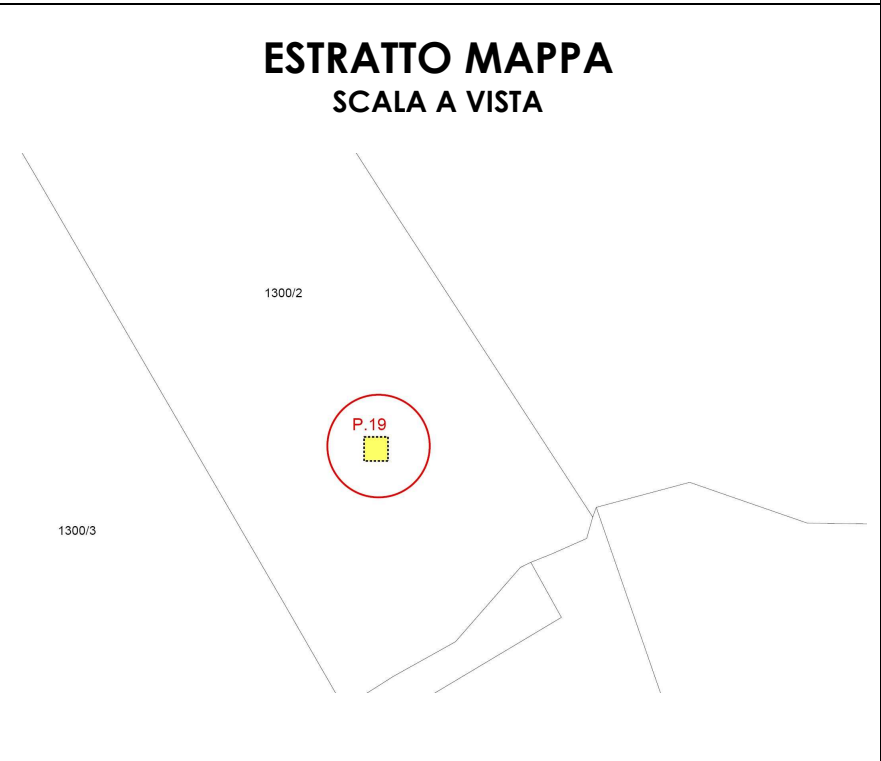 ESTRATTO MAPPA
SCALA A VISTA
1300/2
P.19
1300/3